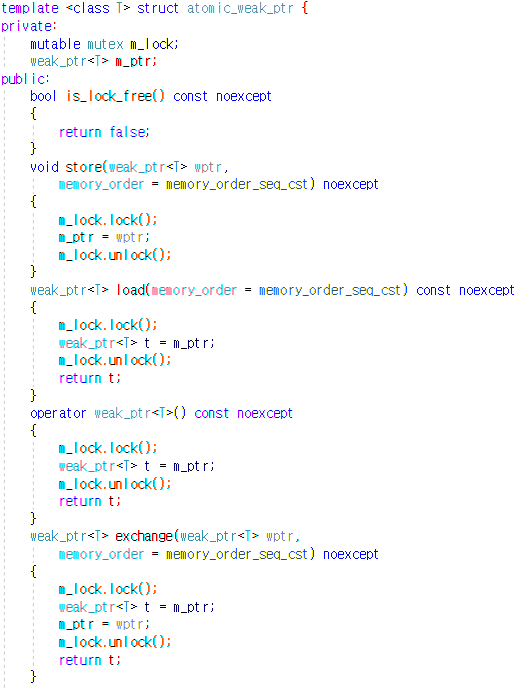 template <class T> struct atomic_weak_ptr {
private:
    mutable mutex m_lock;
    weak_ptr<T> m_ptr;
public:
    bool is_lock_free() const noexcept
    {
        return false;
    }
    void store(weak_ptr<T> wptr,
        memory_order = memory_order_seq_cst) noexcept
    {
        m_lock.lock();
        m_ptr = wptr;
        m_lock.unlock();
    }
    weak_ptr<T> load(memory_order = memory_order_seq_cst) const noexcept
    {
        m_lock.lock();
        weak_ptr<T> t = m_ptr;
        m_lock.unlock();
        return t;
    }
    operator weak_ptr<T>() const noexcept
    {
        m_lock.lock();
        weak_ptr<T> t = m_ptr;
        m_lock.unlock();
        return t;
    }
    weak_ptr<T> exchange(weak_ptr<T> wptr,
        memory_order = memory_order_seq_cst) noexcept
    {
        m_lock.lock();
        weak_ptr<T> t = m_ptr;
        m_ptr = wptr;
        m_lock.unlock();
        return t;
    }